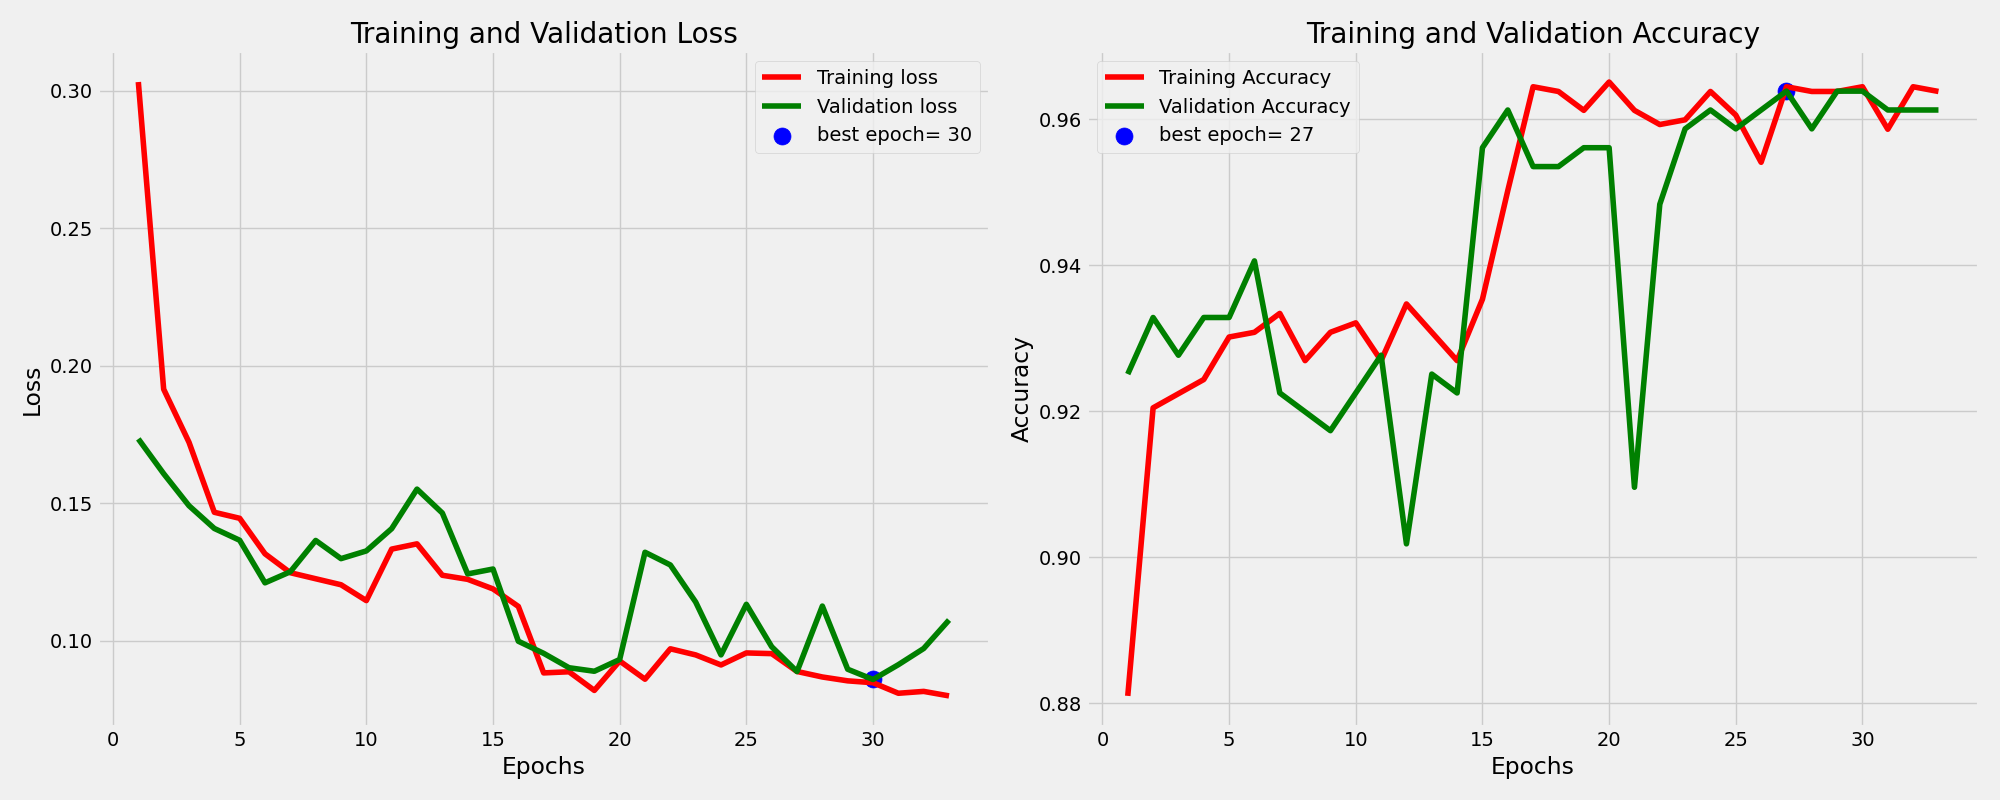 Training and Validation Loss
Training loss
Validation loss
best epoch= 30
0.30
0.25
0.20
0.15
0.10
Loss
0 5 10 15 20 25 30
Epochs
Training and Validation Accuracy
Training Accuracy
Validation Accuracy
best epoch= 27
0.96
0.94
0.92
0.90
0.88
Accuracy
0 5 10 15 20 25 30
Epochs